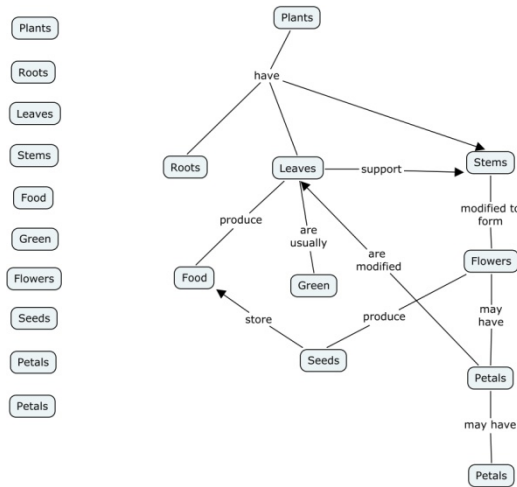 Plants
Roots
Leaves
Stems
Food
Green
Flowers
Seeds
Petals
Petals
Plants
have
Roots
Leaves
support
Stems
produce
are
usually
modified to
form
are
modified
Flowers
Food
Green
store
produce
may
have
Seeds
Petals
may have
Petals